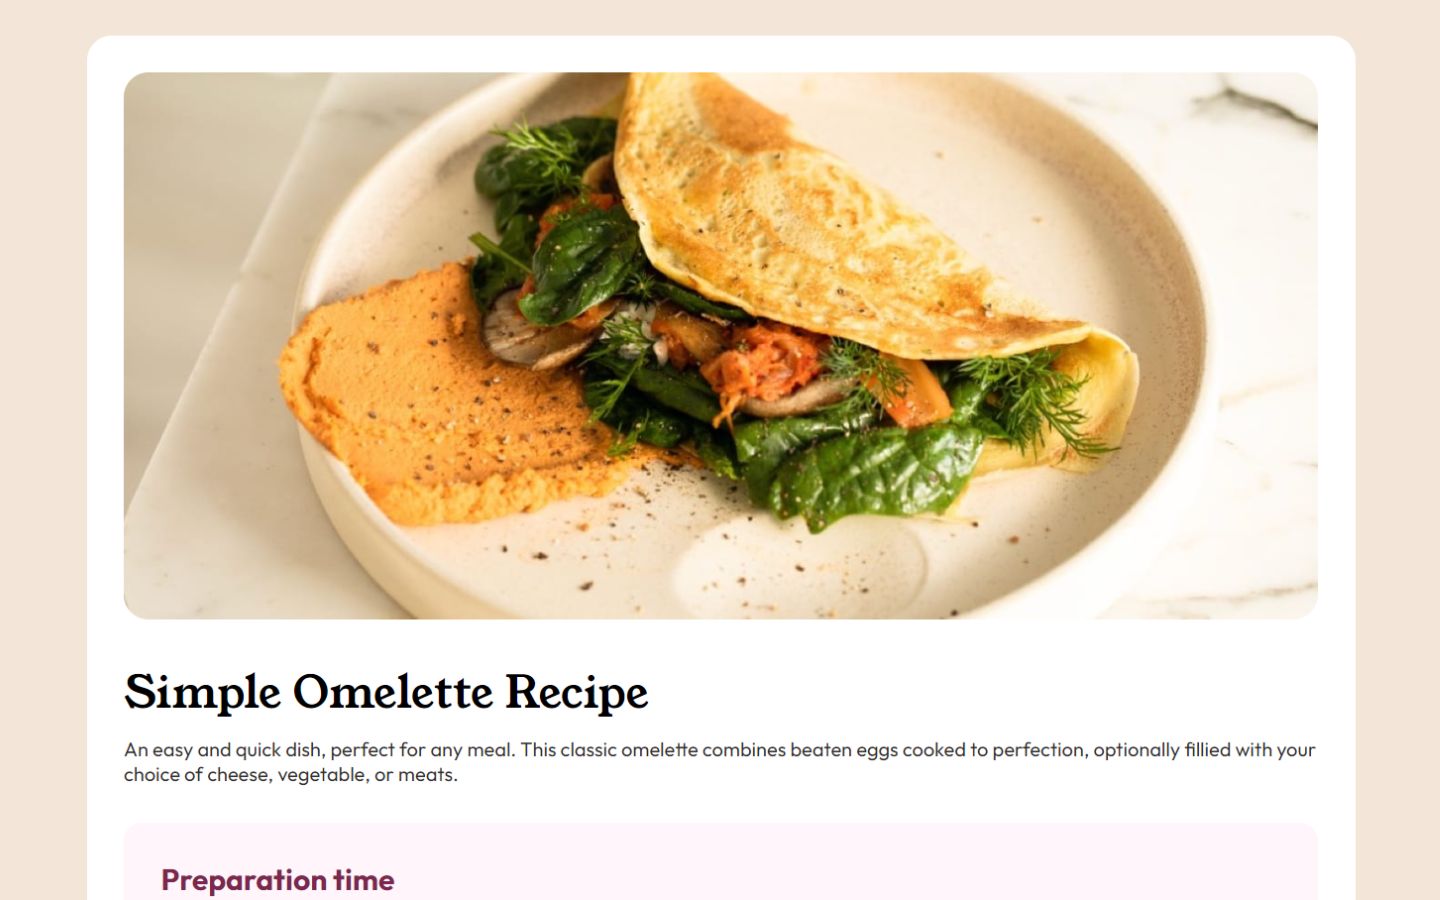 Simple Omelette Recipe
An easy and quick dish, perfect for any meal. This classic omelette combines beaten eggs cooked to perfection, optionally fillied with your
choice of cheese, vegetable, or meats.
Preparation time